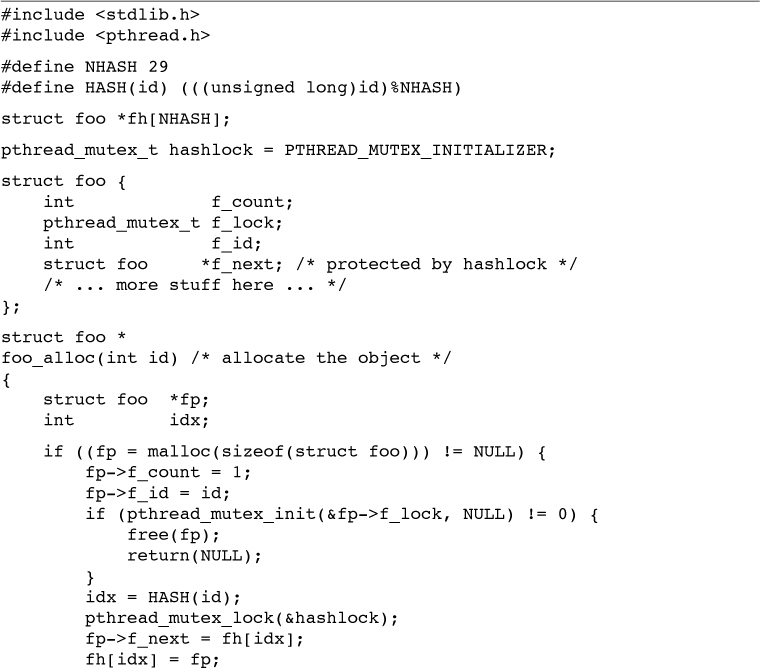 #include <stdlib.h>
#include <pthread.h>
#define NHASH 29
#define HASH(id) (((unsigned long)id)%NHASH)
struct foo *fh[NHASH];
pthread_mutex_t hashlock = PTHREAD_MUTEX_INITIALIZER;
struct foo {
    int             f_count;
    pthread_mutex_t f_lock;
    int             f_id;
    struct foo     *f_next; /* protected by hashlock */
    /* ... more stuff here ... */
};
struct foo *
foo_alloc(int id) /* allocate the object */
{
    struct foo  *fp;
    int         idx;
    if ((fp = malloc(sizeof(struct foo))) != NULL) {
        fp->f_count = 1;
        fp->f_id = id;
        if (pthread_mutex_init(&fp->f_lock, NULL) != 0) {
            free(fp);
            return(NULL);
        }
        idx = HASH(id);
        pthread_mutex_lock(&hashlock);
        fp->f_next = fh[idx];
        fh[idx] = fp;